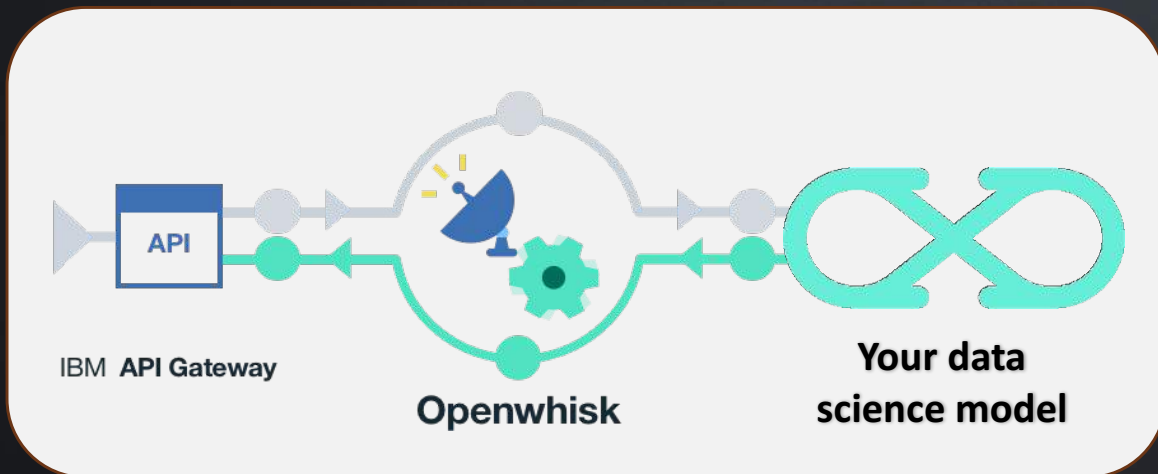 API
IBM API Gateway
Openwhisk
Your data
science model